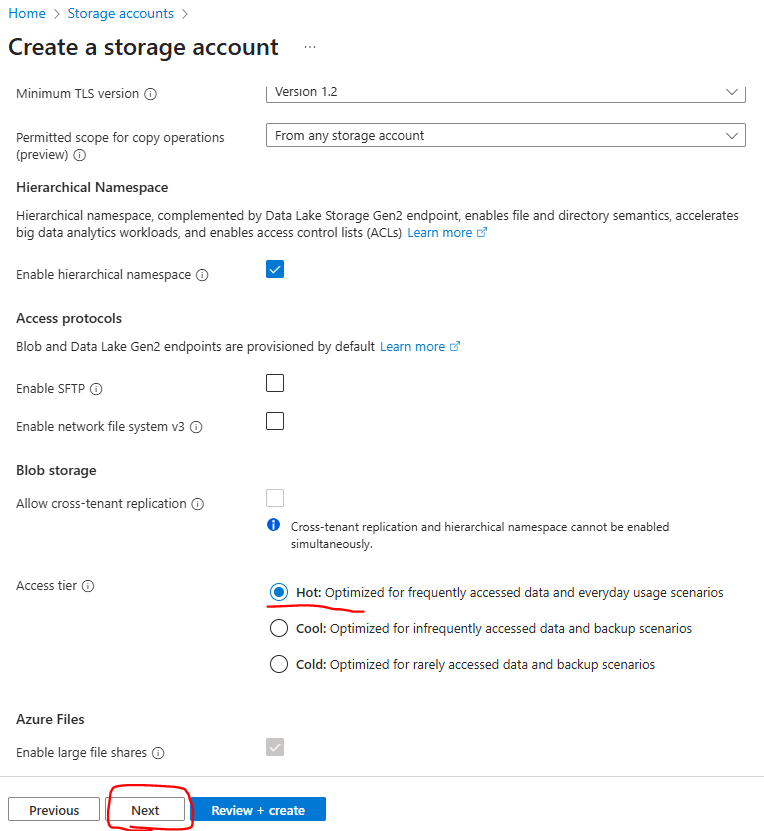 Home > Storage accounts >
Create a storage account ...
Minimum TLS version
Version 1.2
Permitted scope for copy operations
(preview)
From any storage account
Hierarchical Namespace
Hierarchical namespace, complemented by Data Lake Storage Gen2 endpoint, enables file and directory semantics, accelerates
big data analytics workloads, and enables access control lists (ACLs) Learn more
Enable hierarchical namespace
Access protocols
Blob and Data Lake Gen2 endpoints are provisioned by default Learn more
Enable SFTP
Enable network file system v3
Blob storage
Allow cross-tenant replication
Cross-tenant replication and hierarchical namespace cannot be enabled
simultaneously.
Access tier
Hot: Optimized for frequently accessed data and everyday usage scenarios
Cool: Optimized for infrequently accessed data and backup scenarios
Cold: Optimized for rarely accessed data and backup scenarios
Azure Files
Enable large file shares
Previous
Next
Review + create